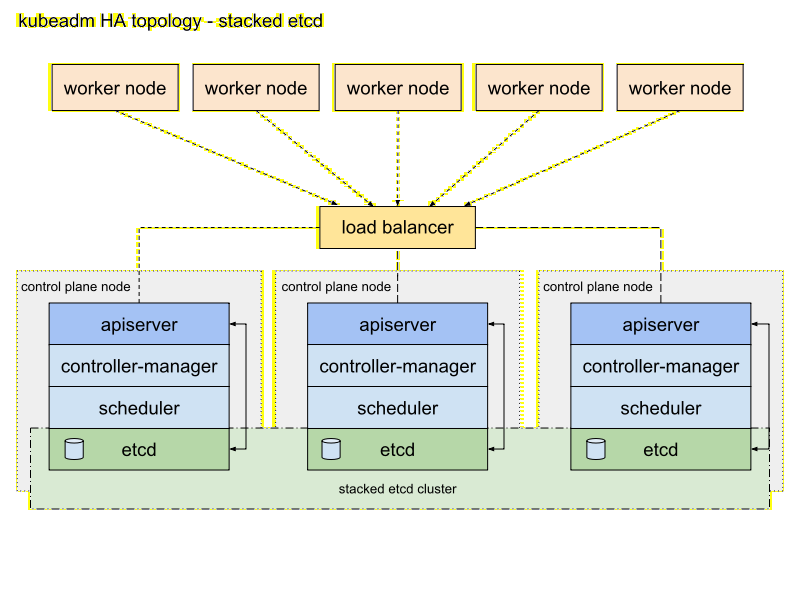 kubeadm HA topology - stacked etcd
worker node
worker node
worker node
worker node
worker node
load balancer
control plane node
control plane node
control plane node
apiserver
apiserver
apiserver
controller-manager
controller-manager
controller-manager
scheduler
scheduler
scheduler
etcd
etcd
etcd
stacked etcd cluster